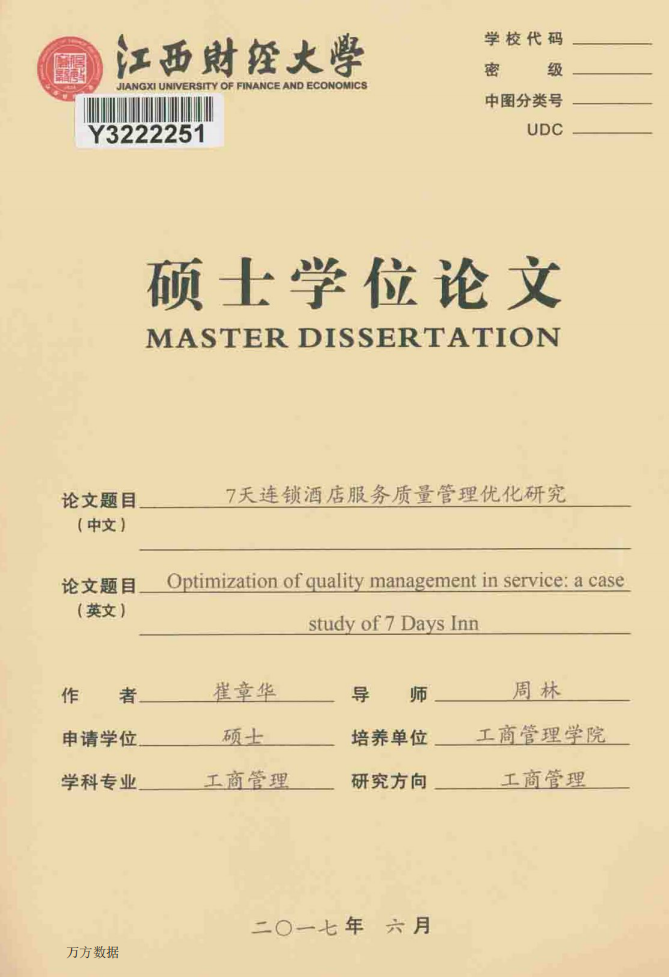 江西财经大学
JIANGXI UNIVERSITY OF FINANCE AND ECONOMICS
Y3222251
学校代码
密 级
中图分类号
UDC
硕士学位论文
MASTER DISSERTATION
论文题目 7天连锁酒店服务质量管理优化研究
（中文）
论文题目 Optimization of quality management in service: a case
（英文） study of 7 Days Inn
作 者 崔章华 导 师 周林
申请学位 硕士 培养单位 工商管理学院
学科专业 工商管理 研究方向 工商管理
二〇一七年 六月
万方数据